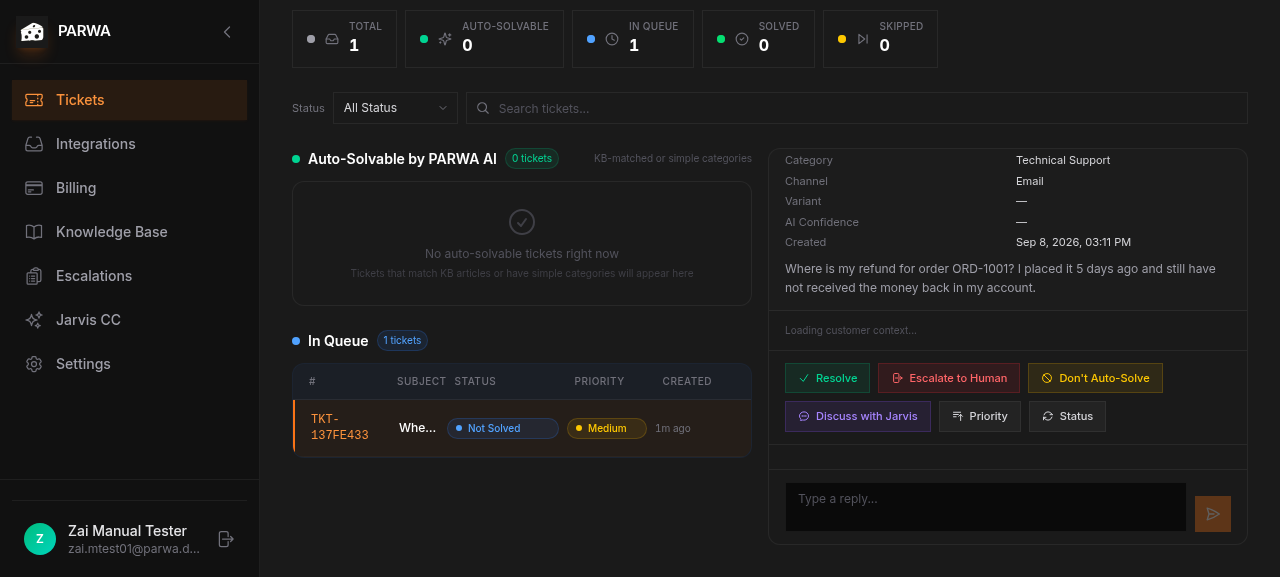 PARWA
Tickets
Integrations
Billing
Knowledge Base
Escalations
Jarvis CC
Settings
Z
Zai Manual Tester
zai.mtest01@parwa.d...
TOTAL
1
AUTO-SOLVABLE
0
IN QUEUE
1
SOLVED
0
SKIPPED
0
Status
All Status
Search tickets...
Auto-Solvable by PARWA AI
0 tickets
KB-matched or simple categories
No auto-solvable tickets right now
Tickets that match KB articles or have simple categories will appear here
In Queue
1 tickets
# SUBJECT STATUS PRIORITY CREATED
TKT-
137FE433
Whe... Not Solved Medium 1m ago
Category Technical Support
Channel Email
Variant —
AI Confidence —
Created Sep 8, 2026, 03:11 PM
Where is my refund for order ORD-1001? I placed it 5 days ago and still have
not received the money back in my account.
Loading customer context...
Resolve Escalate to Human Don't Auto-Solve
Discuss with Jarvis Priority Status
Type a reply...